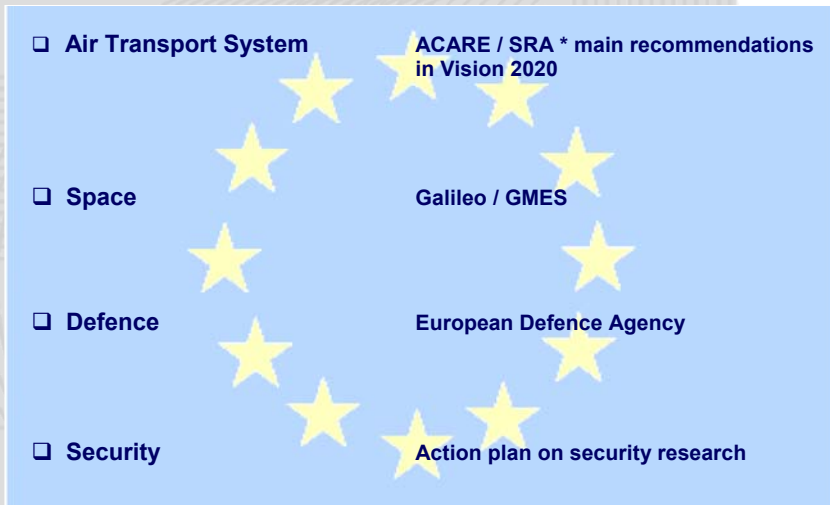 ❑ Air Transport System ACARE / SRA * main recommendations
in Vision 2020
❑ Space Galileo / GMES
❑ Defence European Defence Agency
❑ Security Action plan on security research